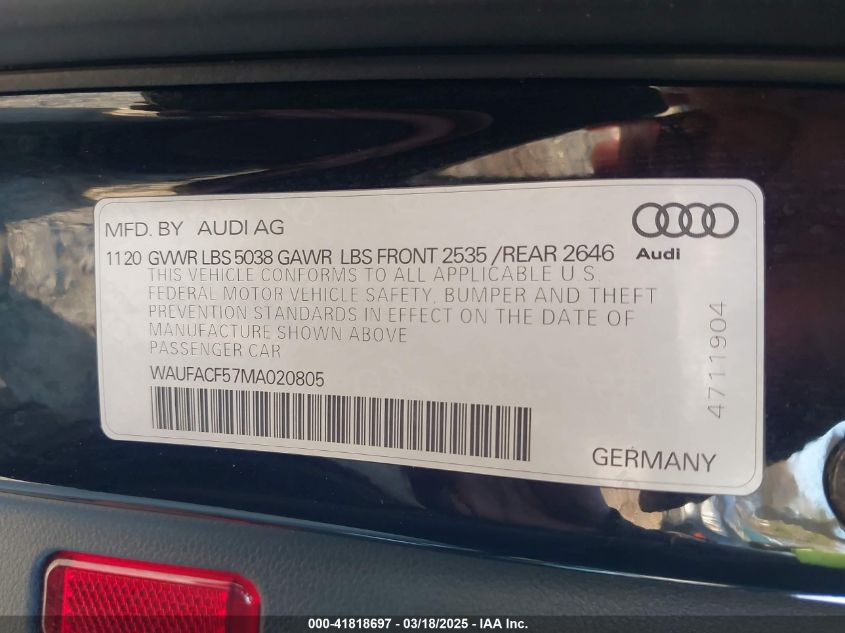 MFD. BY AUDI AG
Audi
1120 GVWR LBS 5038 GAWR LBS FRONT 2535 /REAR 2646
THIS VEHICLE CONFORMS TO ALL APPLICABLE U S
FEDERAL MOTOR VEHICLE SAFETY, BUMPER AND THEFT
PREVENTION STANDARDS IN EFFECT ON THE DATE OF
MANUFACTURE SHOWN ABOVE
PASSENGER CAR
WAUFACF57MA020805
47111904
GERMANY
000-41818697 - 03/18/2025 - IAA Inc.